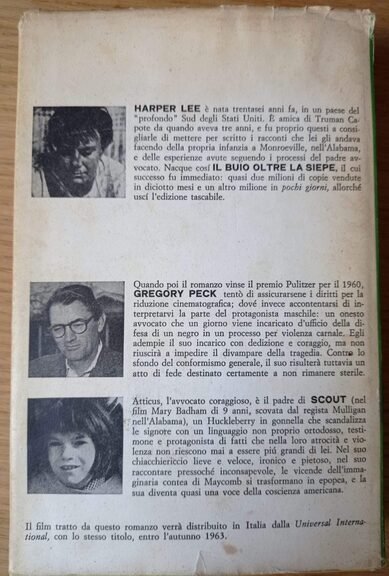 HARPER LEE è nata trentasei anni fa, in un paese del
"profondo" Sud degli Stati Uniti. È amica di Truman Ca-
pote da quando aveva tre anni, e fu proprio questi a consi-
gliarle di mettere per scritto i racconti che lei gli andava
facendo della propria infanzia a Monroeville, nell'Alabama,
e delle esperienze avute seguendo i processi del padre av-
vocato. Nacque così IL BUIO OLTRE LA SIEPE, il cui
successo fu immediato: quasi due milioni di copie vendute
in diciotto mesi e un altro milione in pochi giorni, allorché
uscì l'edizione tascabile.
Quando poi il romanzo vinse il premio Pulitzer per il 1960,
GREGORY PECK tentò di assicurarsene i diritti per la
riduzione cinematografica; dové invece accontentarsi di in-
terpretarvi la parte del protagonista maschile: un onesto
avvocato che un giorno viene incaricato d'ufficio della di-
fesa di un negro in un processo per violenza carnale. Egli
adempie il suo incarico con dedizione e coraggio, ma non
riuscirà a impedire il divampare della tragedia. Contro lo
sfondo del conformismo generale, il suo risulterà tuttavia un
atto di fede destinato certamente a non rimanere sterile.
Atticus, l'avvocato coraggioso, è il padre di SCOUT (nel
film Mary Badham di 9 anni, scovata dal regista Mulligan
nell'Alabama), un Huckleberry in gonnella che scandalizza
le signore con un linguaggio non proprio ortodosso, testi-
mone e protagonista di fatti che nella loro atrocità e vio-
lenza non riescono mai a essere più grandi di lei. Nel suo
chiacchiericcio lieve e veloce, ironico e pietoso, nel suo
raccontare pressoché inconsapevole, le vicende dell'imma-
ginaria contea di Maycomb si trasformano in epopea, e la
sua diventa quasi una voce della coscienza americana.
Il film tratto da questo romanzo verrà distribuito in Italia dalla Universal Interna-
tional, con lo stesso titolo, entro l'autunno 1963.